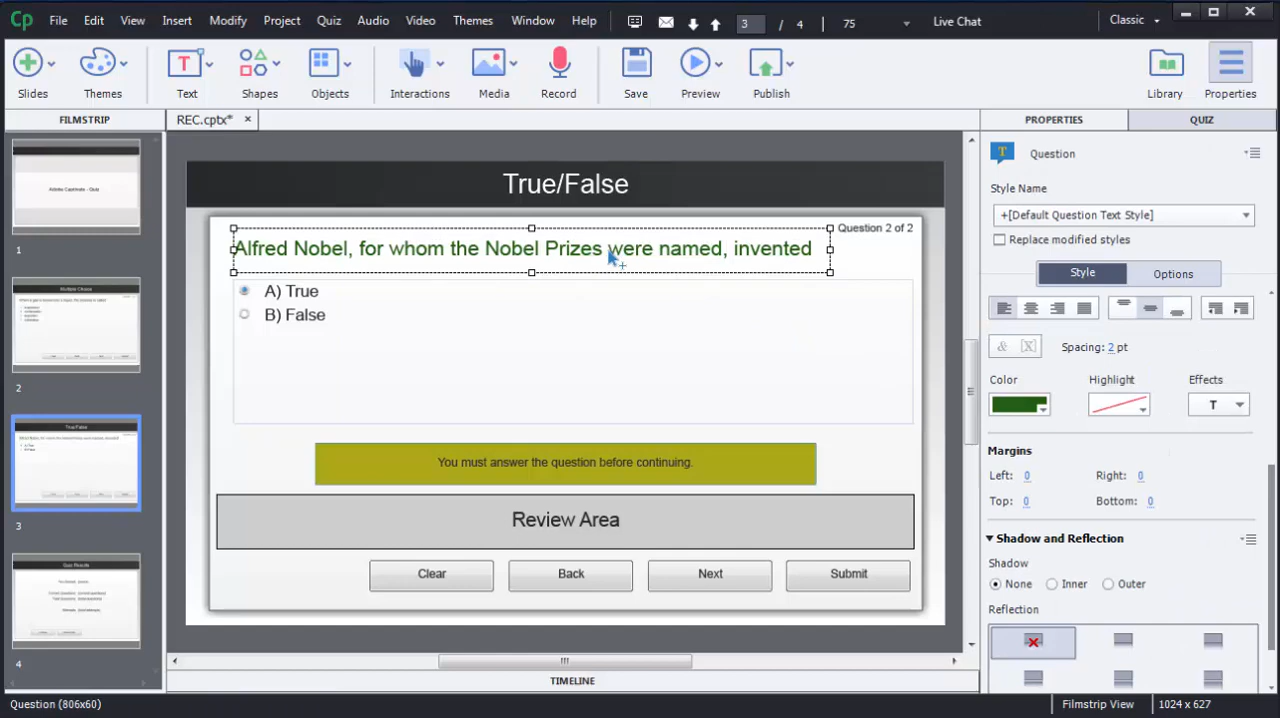 Cp File Edit View Insert Modify Project Quiz Audio Video Themes Window Help 3 / 4 75 Live Chat Classic
Slides Themes Text Shapes Objects Interactions Media Record Save Preview Publish Library Properties
FILMSTRIP REC.cptx* × PROPERTIES QUIZ
Adobe Captivate - Quiz
1
Multiple Choice
2
True/False
3
Quiz Results
4
True/False
Question 2 of 2
Alfred Nobel, for whom the Nobel Prizes were named, invented
A) True
B) False
You must answer the question before continuing.
Review Area
Clear Back Next Submit
TIMELINE
Question
Style Name
+[Default Question Text Style]
Replace modified styles
Style Options
Spacing: 2 pt
Color Highlight Effects
T
Margins
Left: 0 Right: 0
Top: 0 Bottom: 0
Shadow and Reflection
Shadow
None Inner Outer
Reflection
Question (806x60) Filmstrip View 1024 x 627